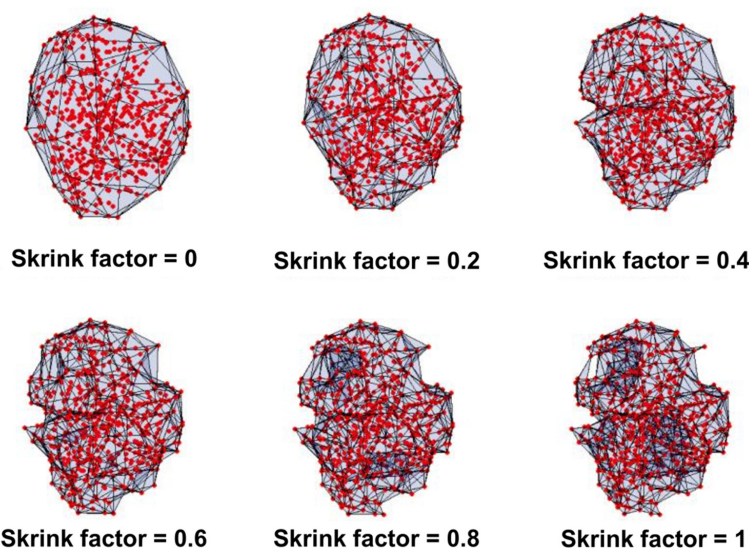 Skrink factor = 0
Skrink factor = 0.2
Skrink factor = 0.4
Skrink factor = 0.6
Skrink factor = 0.8
Skrink factor = 1